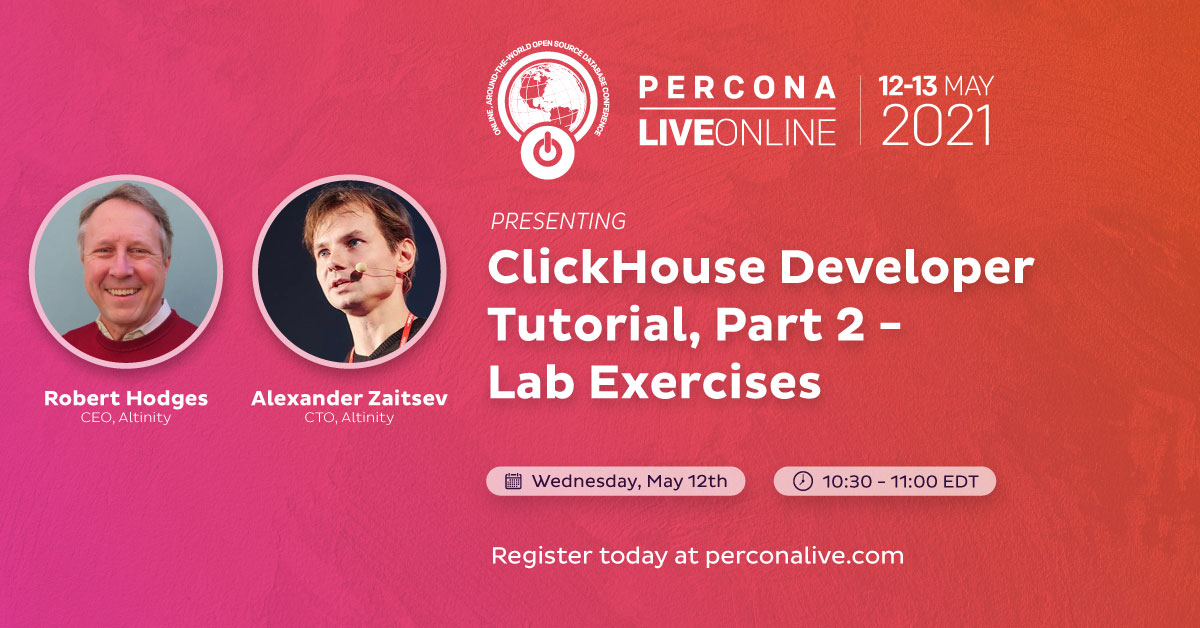 ONLINE, AROUND-THE-WORLD OPEN SOURCE DATABASE CONFERENCE
PERCONA
LIVEONLINE
12-13 MAY
2021
PRESENTING
ClickHouse Developer
Tutorial, Part 2 –
Lab Exercises
Robert Hodges
CEO, Altinity
Alexander Zaitsev
CTO, Altinity
Wednesday, May 12th
10:30 - 11:00 EDT
Register today at perconalive.com